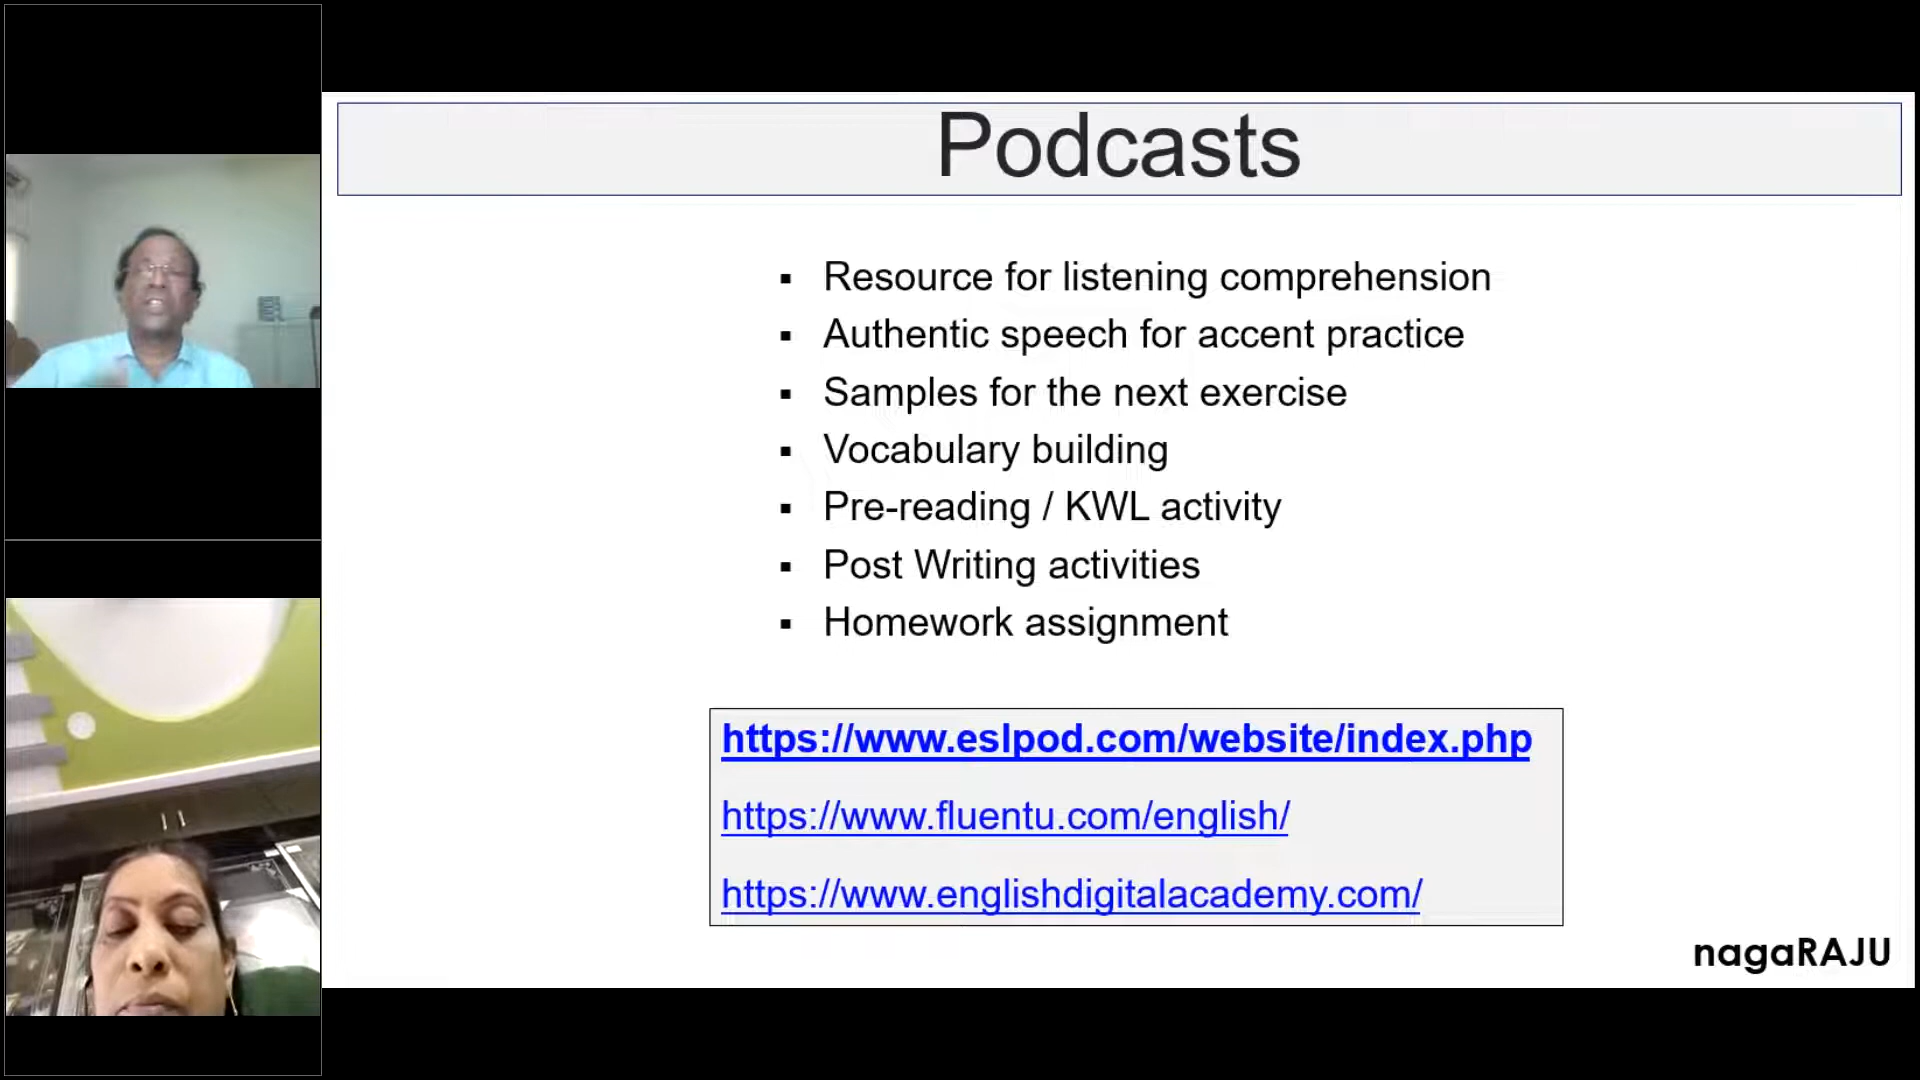 Podcasts
▪ Resource for listening comprehension
▪ Authentic speech for accent practice
▪ Samples for the next exercise
▪ Vocabulary building
▪ Pre-reading / KWL activity
▪ Post Writing activities
▪ Homework assignment
https://www.eslpod.com/website/index.php
https://www.fluentu.com/english/
https://www.englishdigitalacademy.com/
nagaRAJU